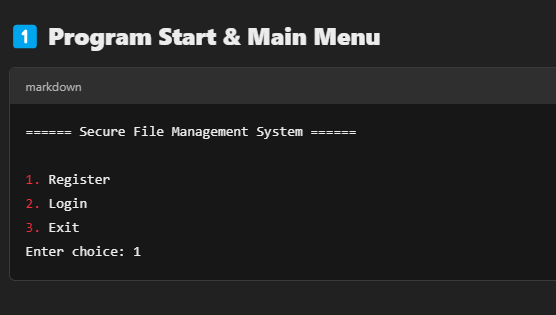 1 Program Start & Main Menu
markdown
====== Secure File Management System ======
1. Register
2. Login
3. Exit
Enter choice: 1